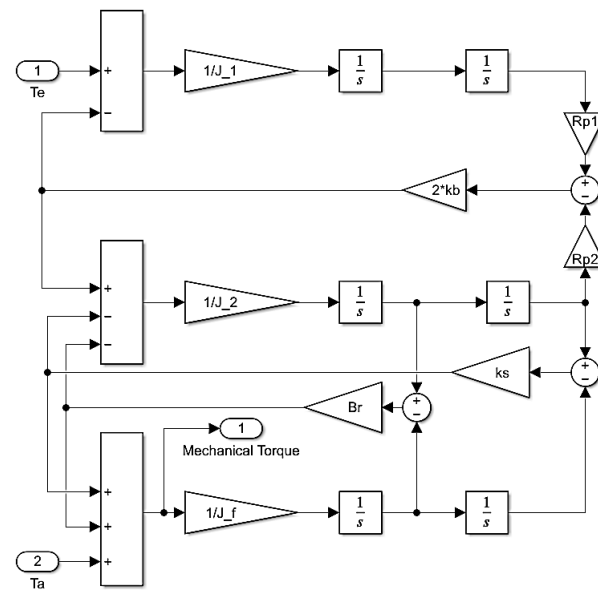 1
Te
+
−
1/J_1
1
s
1
s
Rp1
+
−
2*kb
Rp2
+
−
−
1/J_2
1
s
1
s
+
−
ks
+
−
Br
1
Mechanical Torque
+
+
+
1/J_f
1
s
1
s
2
Ta